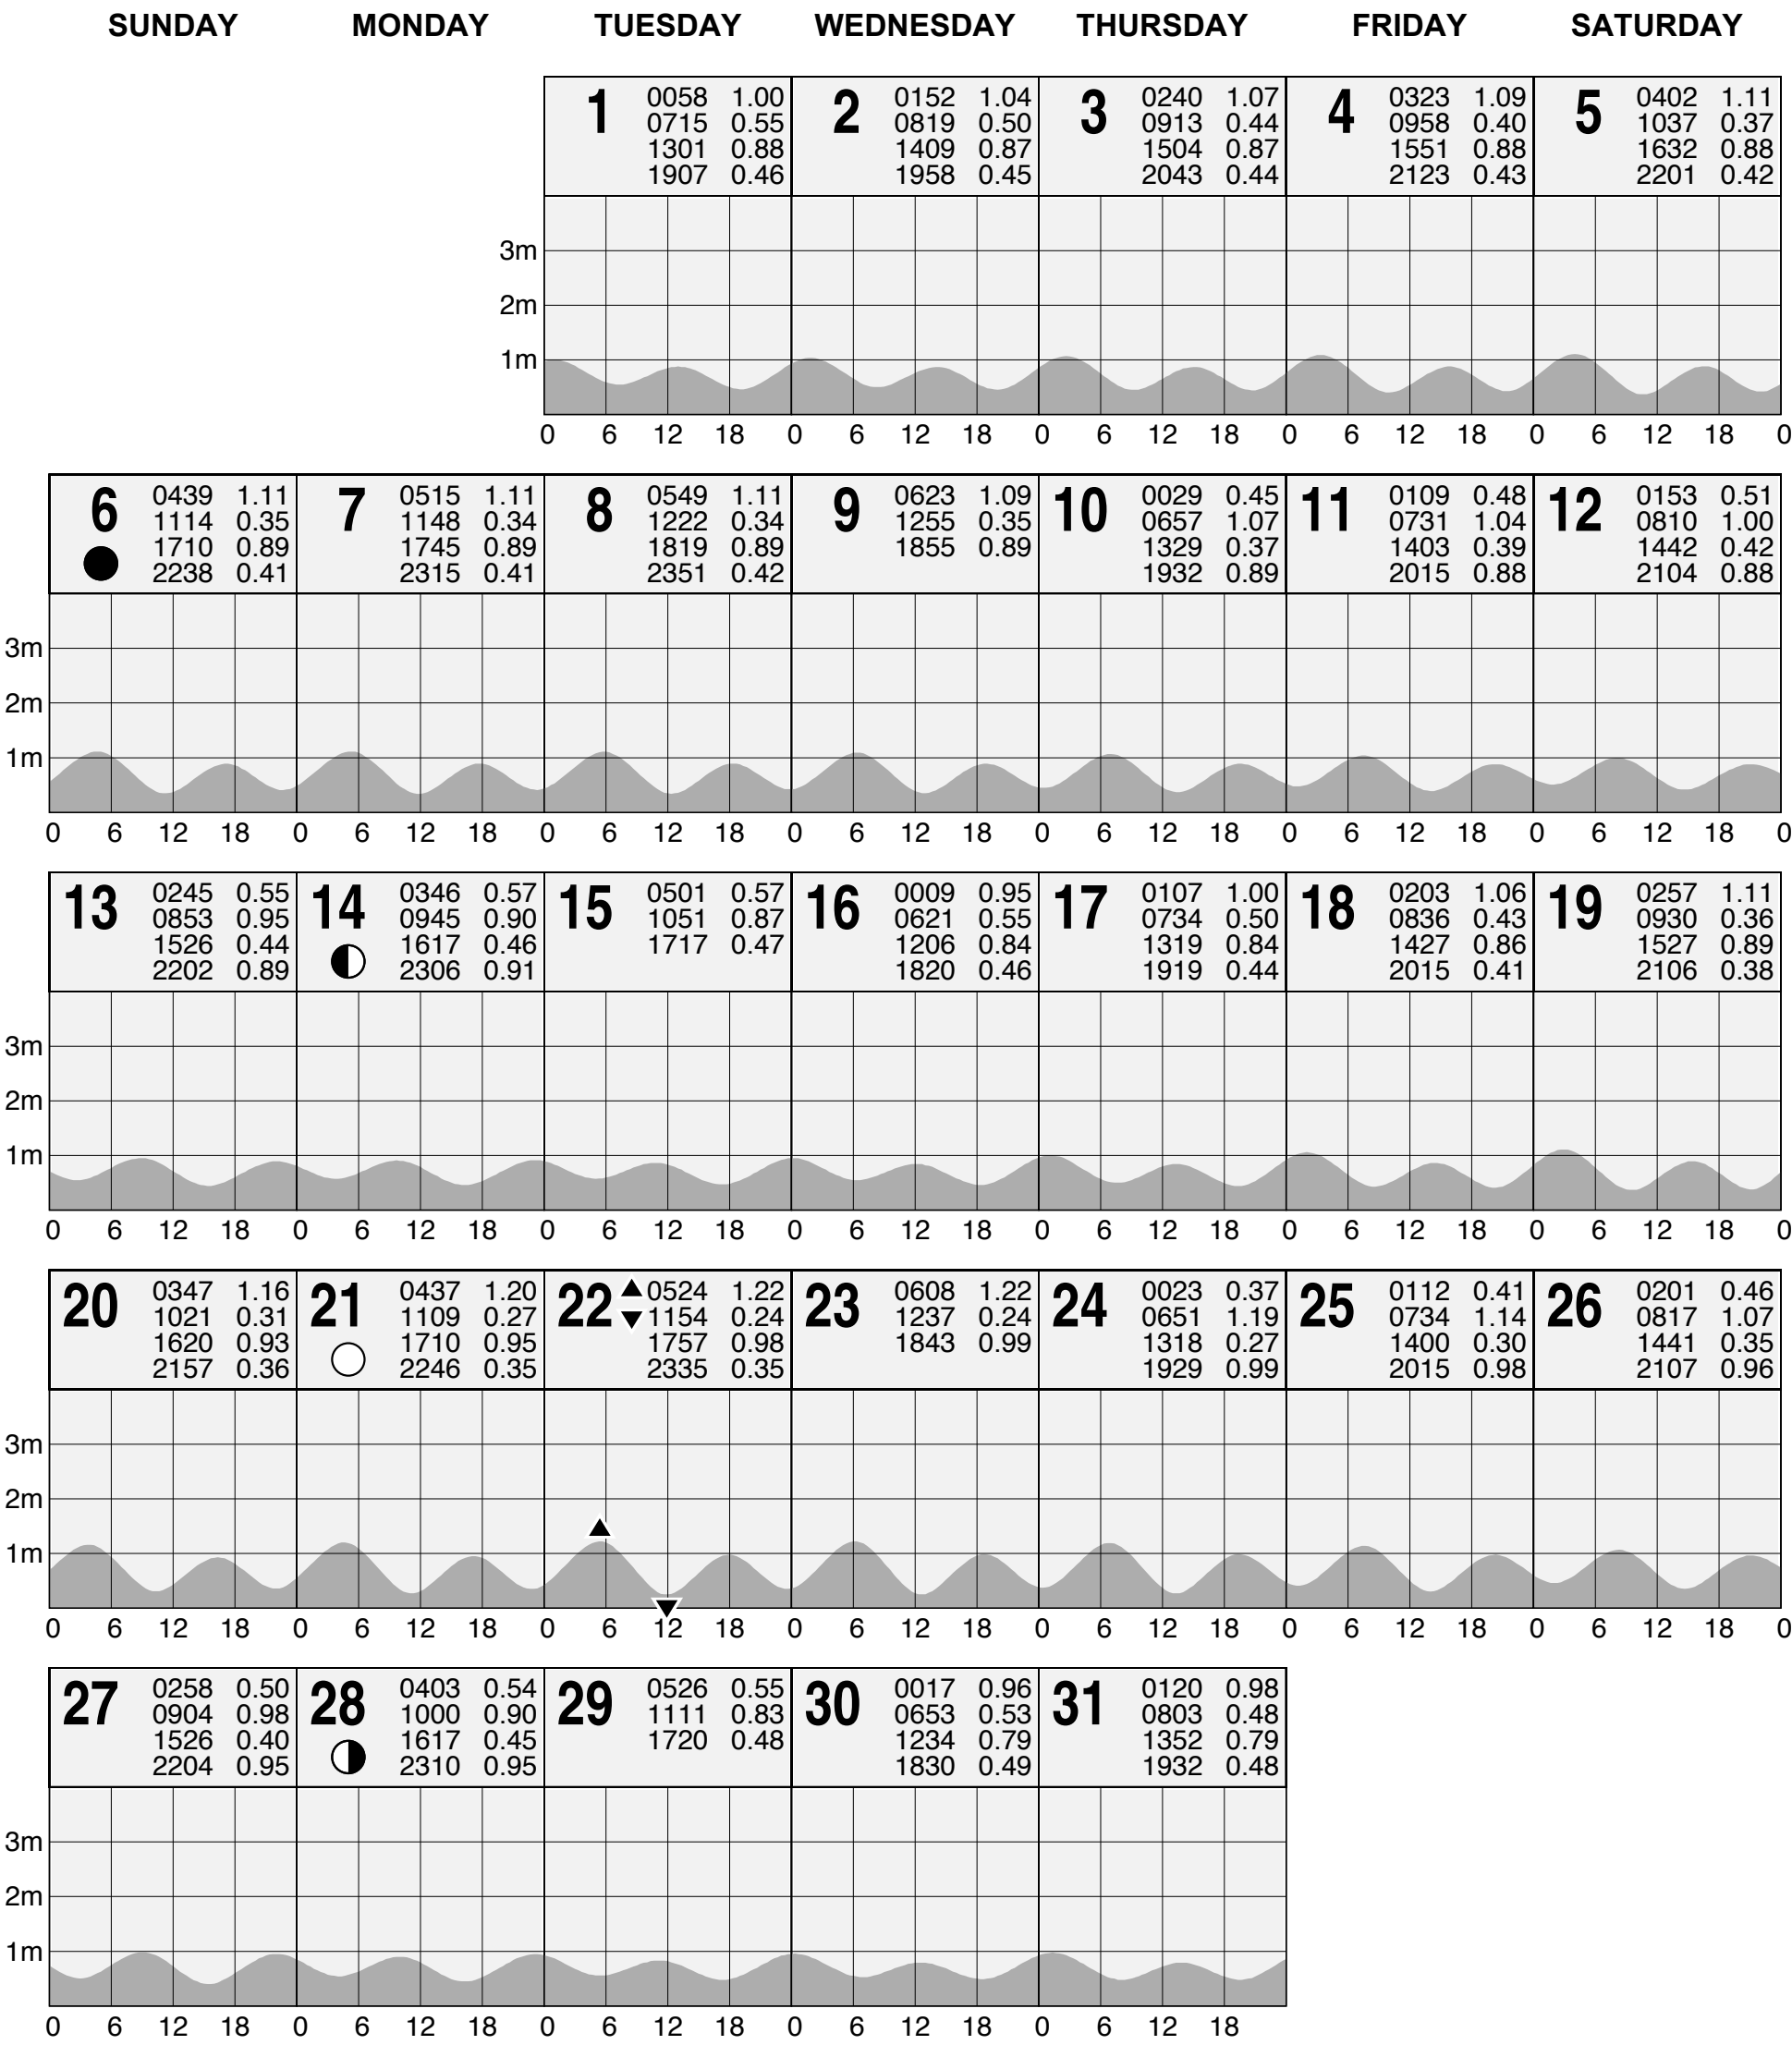 SUNDAY MONDAY TUESDAY WEDNESDAY THURSDAY FRIDAY SATURDAY
1 0058 1.00 2 0152 1.04 3 0240 1.07 4 0323 1.09 5 0402 1.11
0715 0.55 0819 0.50 0913 0.44 0958 0.40 1037 0.37
1301 0.88 1409 0.87 1504 0.87 1551 0.88 1632 0.88
1907 0.46 1958 0.45 2043 0.44 2123 0.43 2201 0.42
3m
2m
1m
0 6 12 18 0 6 12 18 0 6 12 18 0 6 12 18 0 6 12 18 0
6 0439 1.11 7 0515 1.11 8 0549 1.11 9 0623 1.09 10 0029 0.45 11 0109 0.48 12 0153 0.51
1114 0.35 1148 0.34 1222 0.34 1255 0.35 0657 1.07 0731 1.04 0810 1.00
1710 0.89 1745 0.89 1819 0.89 1855 0.89 1329 0.37 1403 0.39 1442 0.42
2238 0.41 2315 0.41 2351 0.42 1932 0.89 2015 0.88 2104 0.88
3m
2m
1m
0 6 12 18 0 6 12 18 0 6 12 18 0 6 12 18 0 6 12 18 0 6 12 18 0 6 12 18 0
13 0245 0.55 14 0346 0.57 15 0501 0.57 16 0009 0.95 17 0107 1.00 18 0203 1.06 19 0257 1.11
0853 0.95 0945 0.90 1051 0.87 0621 0.55 0734 0.50 0836 0.43 0930 0.36
1526 0.44 1617 0.46 1717 0.47 1206 0.84 1319 0.84 1427 0.86 1527 0.89
2202 0.89 2306 0.91 1820 0.46 1919 0.44 2015 0.41 2106 0.38
3m
2m
1m
0 6 12 18 0 6 12 18 0 6 12 18 0 6 12 18 0 6 12 18 0 6 12 18 0 6 12 18 0
20 0347 1.16 21 0437 1.20 22 0524 1.22 23 0608 1.22 24 0023 0.37 25 0112 0.41 26 0201 0.46
1021 0.31 1109 0.27 1154 0.24 1237 0.24 0651 1.19 0734 1.14 0817 1.07
1620 0.93 1710 0.95 1757 0.98 1843 0.99 1318 0.27 1400 0.30 1441 0.35
2157 0.36 2246 0.35 2335 0.35 1929 0.99 2015 0.98 2107 0.96
3m
2m
1m
0 6 12 18 0 6 12 18 0 6 12 18 0 6 12 18 0 6 12 18 0 6 12 18 0 6 12 18 0
27 0258 0.50 28 0403 0.54 29 0526 0.55 30 0017 0.96 31 0120 0.98
0904 0.98 1000 0.90 1111 0.83 0653 0.53 0803 0.48
1526 0.40 1617 0.45 1720 0.48 1234 0.79 1352 0.79
2204 0.95 2310 0.95 1830 0.49 1932 0.48
3m
2m
1m
0 6 12 18 0 6 12 18 0 6 12 18 0 6 12 18 0 6 12 18